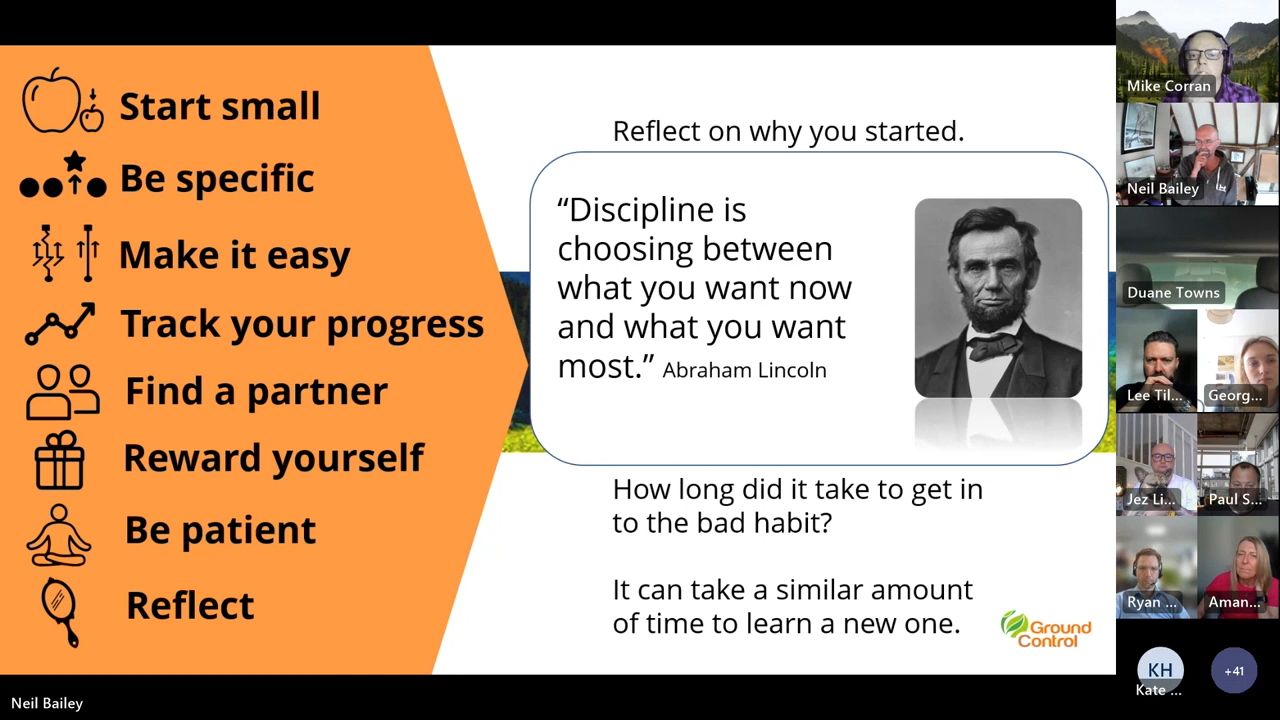 Start small
Be specific
Make it easy
Track your progress
Find a partner
Reward yourself
Be patient
Reflect
Reflect on why you started.
“Discipline is
choosing between
what you want now
and what you want
most.” Abraham Lincoln
How long did it take to get in
to the bad habit?
It can take a similar amount
of time to learn a new one.
Ground
Control
Neil Bailey
Mike Corran
Neil Bailey
Duane Towns
Lee Til...
Georg...
Jez Li...
Paul S...
Ryan ...
Aman...
KH
Kate ...
+41